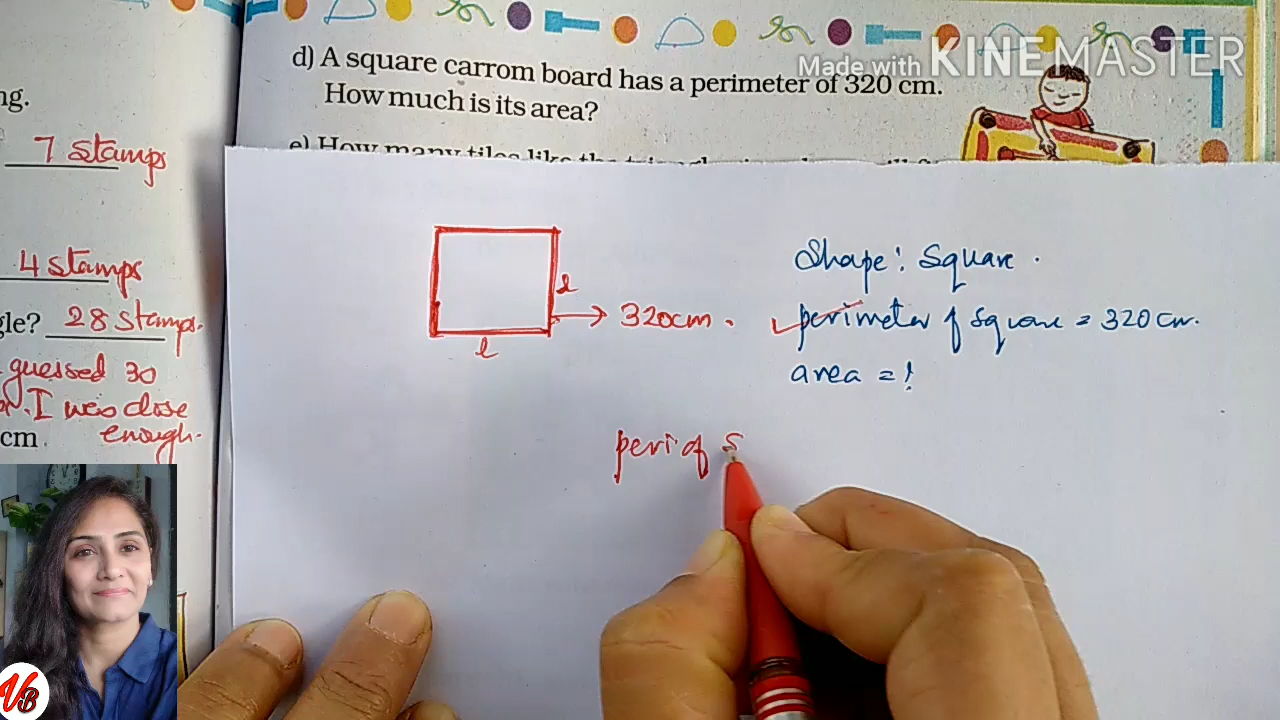 Made with KINEMASTER
d) A square carrom board has a perimeter of 320 cm.
How much is its area?
ng.
7 stamps
4 stamps
gle? 28 stamps.
guessed 30
I was close
cm enough.
l
320cm.
l
Shape: Square.
perimeter of square = 320 cm.
area = ?
peri. of s
VB